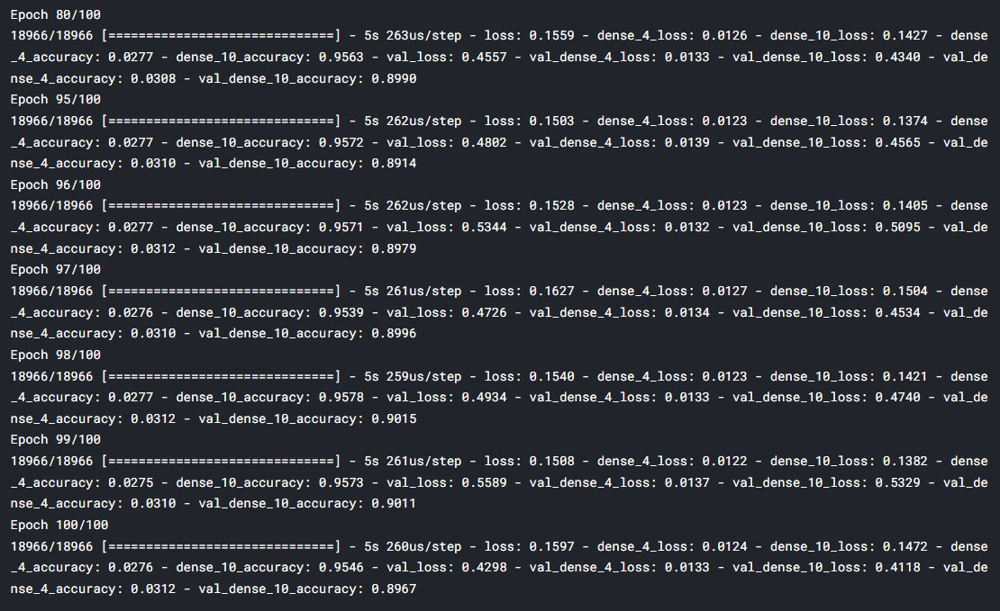 Epoch 80/100
18966/18966 [==============================] - 5s 263us/step - loss: 0.1559 - dense_4_loss: 0.0126 - dense_10_loss: 0.1427 - dense
_4_accuracy: 0.0277 - dense_10_accuracy: 0.9563 - val_loss: 0.4557 - val_dense_4_loss: 0.0133 - val_dense_10_loss: 0.4340 - val_de
nse_4_accuracy: 0.0308 - val_dense_10_accuracy: 0.8990
Epoch 95/100
18966/18966 [==============================] - 5s 262us/step - loss: 0.1503 - dense_4_loss: 0.0123 - dense_10_loss: 0.1374 - dense
_4_accuracy: 0.0277 - dense_10_accuracy: 0.9572 - val_loss: 0.4802 - val_dense_4_loss: 0.0139 - val_dense_10_loss: 0.4565 - val_de
nse_4_accuracy: 0.0310 - val_dense_10_accuracy: 0.8914
Epoch 96/100
18966/18966 [==============================] - 5s 262us/step - loss: 0.1528 - dense_4_loss: 0.0123 - dense_10_loss: 0.1405 - dense
_4_accuracy: 0.0277 - dense_10_accuracy: 0.9571 - val_loss: 0.5344 - val_dense_4_loss: 0.0132 - val_dense_10_loss: 0.5095 - val_de
nse_4_accuracy: 0.0312 - val_dense_10_accuracy: 0.8979
Epoch 97/100
18966/18966 [==============================] - 5s 261us/step - loss: 0.1627 - dense_4_loss: 0.0127 - dense_10_loss: 0.1504 - dense
_4_accuracy: 0.0276 - dense_10_accuracy: 0.9539 - val_loss: 0.4726 - val_dense_4_loss: 0.0134 - val_dense_10_loss: 0.4534 - val_de
nse_4_accuracy: 0.0310 - val_dense_10_accuracy: 0.8996
Epoch 98/100
18966/18966 [==============================] - 5s 259us/step - loss: 0.1540 - dense_4_loss: 0.0123 - dense_10_loss: 0.1421 - dense
_4_accuracy: 0.0277 - dense_10_accuracy: 0.9578 - val_loss: 0.4934 - val_dense_4_loss: 0.0133 - val_dense_10_loss: 0.4740 - val_de
nse_4_accuracy: 0.0312 - val_dense_10_accuracy: 0.9015
Epoch 99/100
18966/18966 [==============================] - 5s 261us/step - loss: 0.1508 - dense_4_loss: 0.0122 - dense_10_loss: 0.1382 - dense
_4_accuracy: 0.0275 - dense_10_accuracy: 0.9573 - val_loss: 0.5589 - val_dense_4_loss: 0.0137 - val_dense_10_loss: 0.5329 - val_de
nse_4_accuracy: 0.0310 - val_dense_10_accuracy: 0.9011
Epoch 100/100
18966/18966 [==============================] - 5s 260us/step - loss: 0.1597 - dense_4_loss: 0.0124 - dense_10_loss: 0.1472 - dense
_4_accuracy: 0.0276 - dense_10_accuracy: 0.9546 - val_loss: 0.4298 - val_dense_4_loss: 0.0133 - val_dense_10_loss: 0.4118 - val_de
nse_4_accuracy: 0.0312 - val_dense_10_accuracy: 0.8967